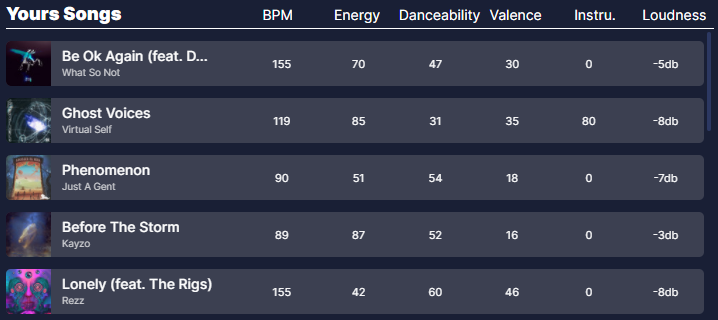 Yours Songs BPM Energy Danceability Valence Instru. Loudness
Be Ok Again (feat. D...
What So Not
155 70 47 30 0 -5db
Ghost Voices
Virtual Self
119 85 31 35 80 -8db
Phenomenon
Just A Gent
90 51 54 18 0 -7db
Before The Storm
Kayzo
89 87 52 16 0 -3db
Lonely (feat. The Rigs)
Rezz
155 42 60 46 0 -8db